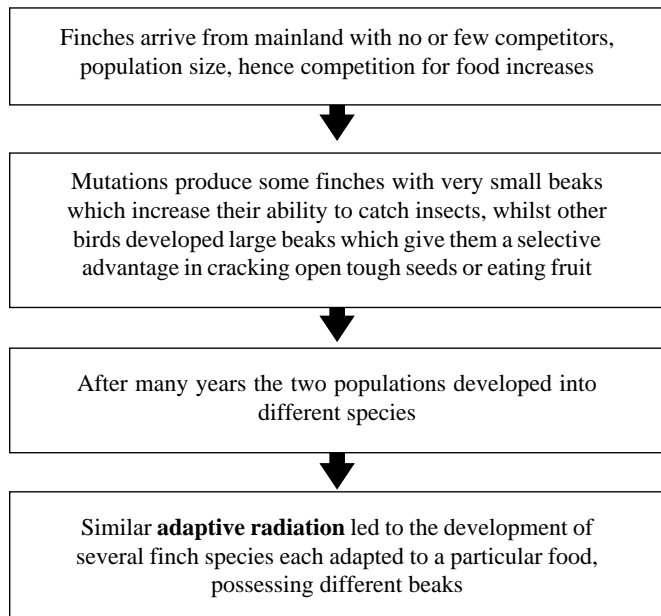 Finches arrive from mainland with no or few competitors,
population size, hence competition for food increases
Mutations produce some finches with very small beaks
which increase their ability to catch insects, whilst other
birds developed large beaks which give them a selective
advantage in cracking open tough seeds or eating fruit
After many years the two populations developed into
different species
Similar adaptive radiation led to the development of
several finch species each adapted to a particular food,
possessing different beaks